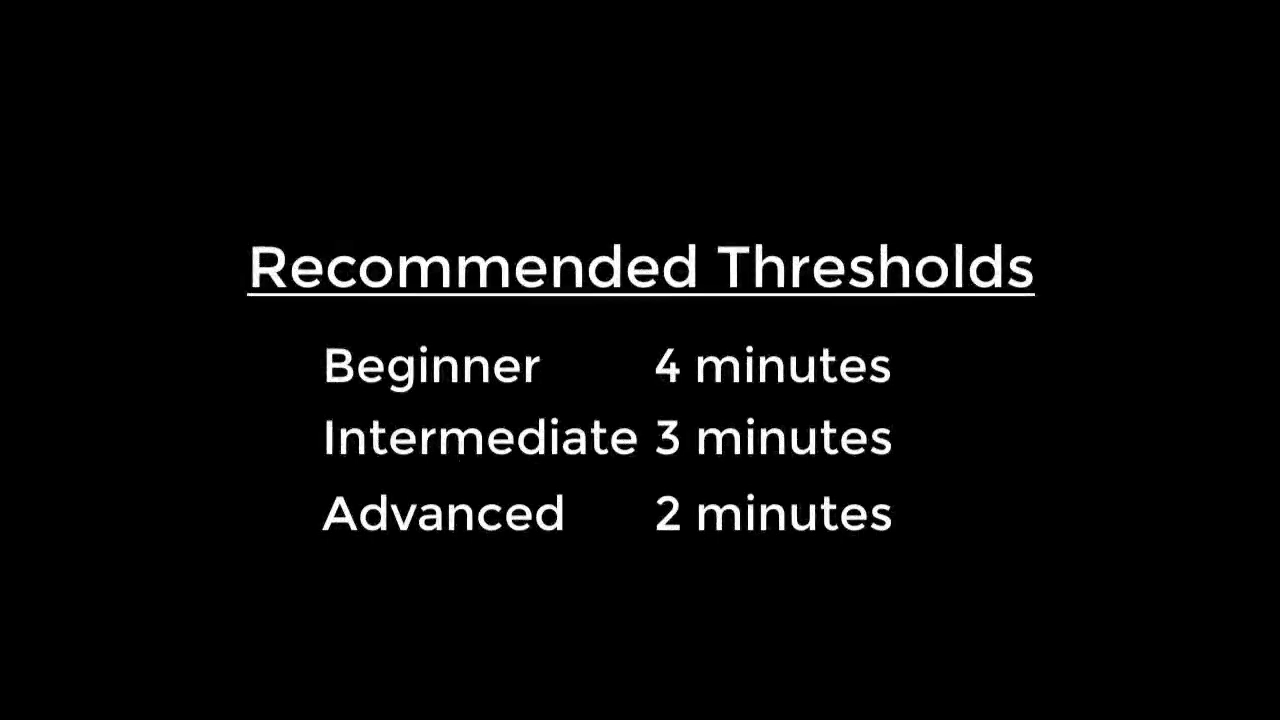 Recommended Thresholds
Beginner 4 minutes
Intermediate 3 minutes
Advanced 2 minutes